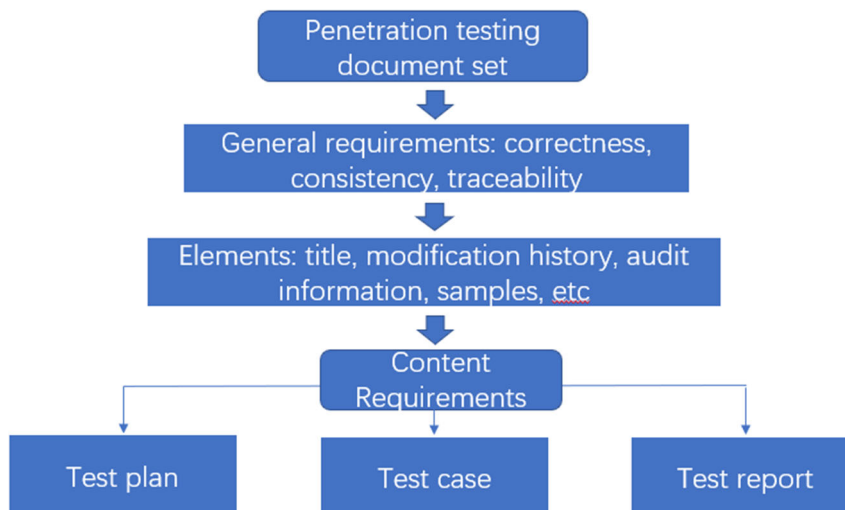 Penetration testing
document set
General requirements: correctness,
consistency, traceability
Elements: title, modification history, audit
information, samples, etc
Content
Requirements
Test plan
Test case
Test report